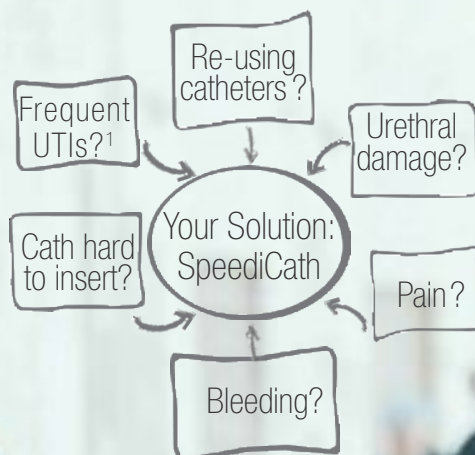 Re-using
catheters?
Frequent
UTIs?¹
Urethral
damage?
Your Solution:
SpeediCath
Cath hard
to insert?
Pain?
Bleeding?